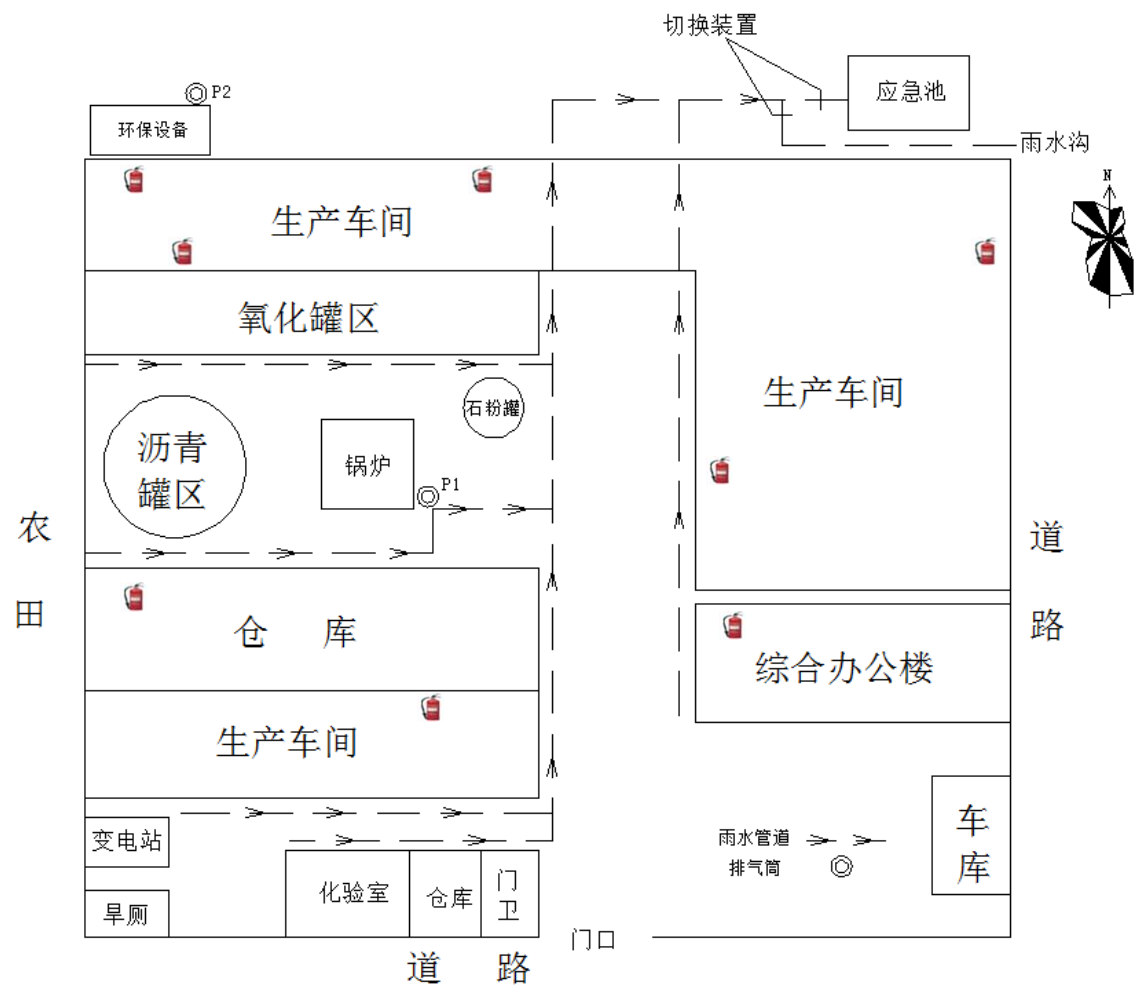 切换装置
P2
应急池
环保设备
雨水沟
N
生产车间
氧化罐区
生产车间
石粉罐
沥青
罐区
锅炉
P1
农
田
道
路
仓 库
综合办公楼
生产车间
变电站
雨水管道
排气筒
车
库
旱厕
化验室
仓库
门
卫
门口
道 路